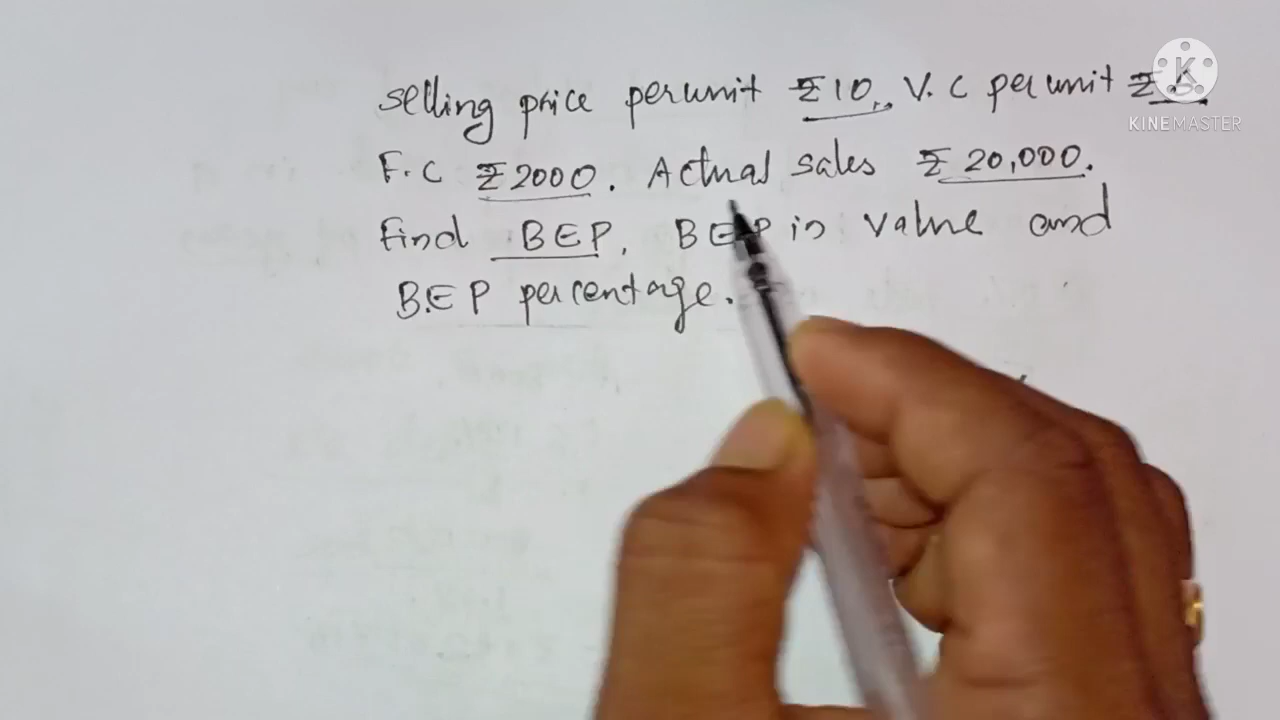 selling price per unit ₹10, V.C per unit ₹
F.C ₹2000. Actual sales ₹20,000.
Find BEP, BEP in value and
B.EP percentage.
K
KINEMASTER